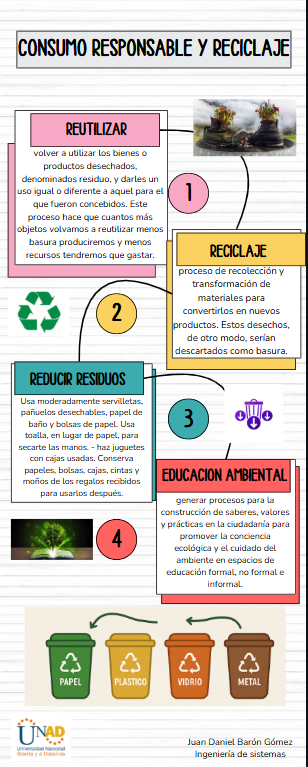 CONSUMO RESPONSABLE Y RECICLAJE
REUTILIZAR
volver a utilizar los bienes o
productos desechados,
denominados residuo, y darles un
uso igual o diferente a aquel para el
que fueron concebidos. Este
proceso hace que cuantos más
objetos volvamos a reutilizar menos
basura produciremos y menos
recursos tendremos que gastar.
1
RECICLAJE
proceso de recolección y
transformación de
materiales para
convertirlos en nuevos
productos. Estos desechos,
de otro modo, serían
descartados como basura.
2
REDUCIR RESIDUOS
Usa moderadamente servilletas,
pañuelos desechables, papel de
baño y bolsas de papel. Usa
toalla, en lugar de papel, para
secarte las manos. - haz juguetes
con cajas usadas. Conserva
papeles, bolsas, cajas, cintas y
moños de los regalos recibidos
para usarlos después.
3
EDUCACION AMBIENTAL
generar procesos para la
construcción de saberes, valores
y prácticas en la ciudadanía para
promover la conciencia
ecológica y el cuidado del
ambiente en espacios de
educación formal, no formal e
informal.
4
PAPEL
PLASTICO
VIDRIO
METAL
UNAD
Universidad Nacional
Abierta y a Distancia
Juan Daniel Barón Gómez
Ingeniería de sistemas